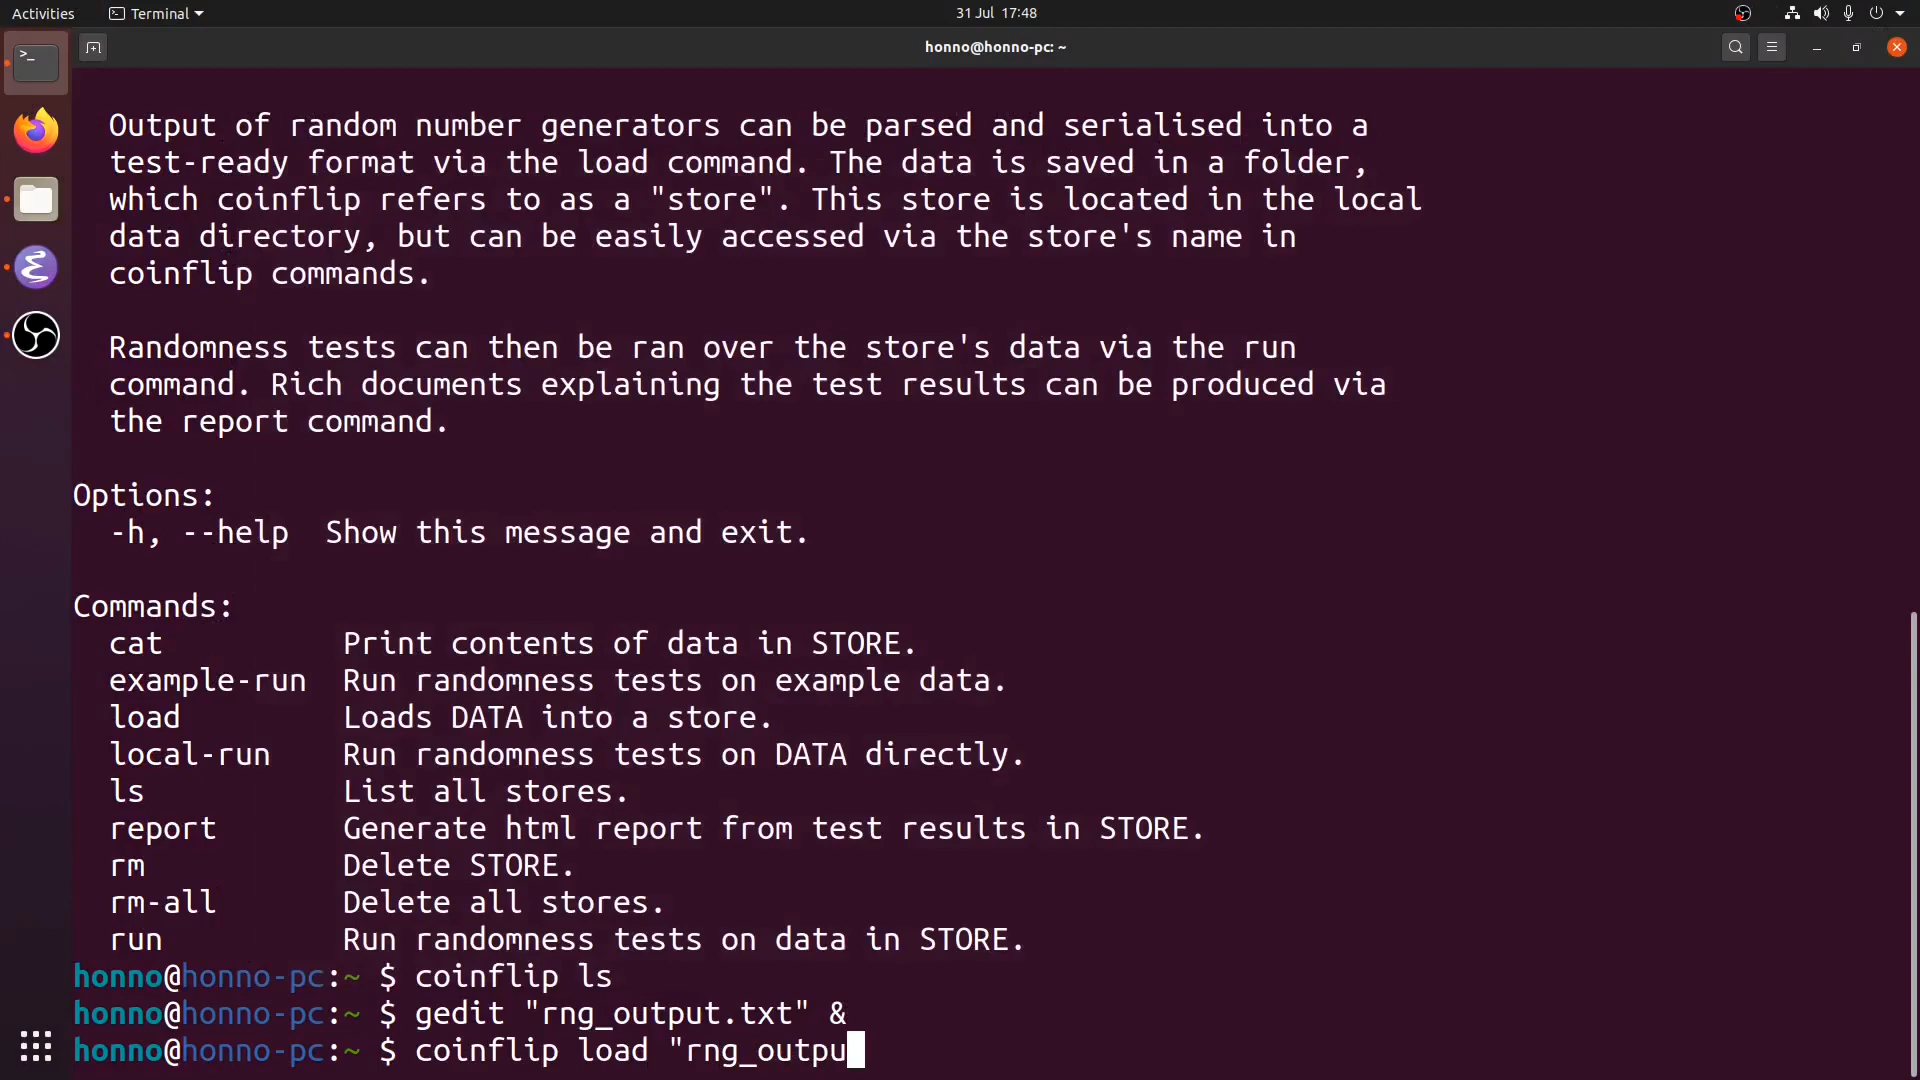 Activities
Terminal
31 Jul 17:48
honno@honno-pc: ~
Output of random number generators can be parsed and serialised into a
test-ready format via the load command. The data is saved in a folder,
which coinflip refers to as a "store". This store is located in the local
data directory, but can be easily accessed via the store's name in
coinflip commands.
Randomness tests can then be ran over the store's data via the run
command. Rich documents explaining the test results can be produced via
the report command.
Options:
-h, --help  Show this message and exit.
Commands:
cat Print contents of data in STORE.
example-run Run randomness tests on example data.
load Loads DATA into a store.
local-run Run randomness tests on DATA directly.
ls List all stores.
report Generate html report from test results in STORE.
rm Delete STORE.
rm-all Delete all stores.
run Run randomness tests on data in STORE.
honno@honno-pc:~ $ coinflip ls
honno@honno-pc:~ $ gedit "rng_output.txt" &
honno@honno-pc:~ $ coinflip load "rng_outpu